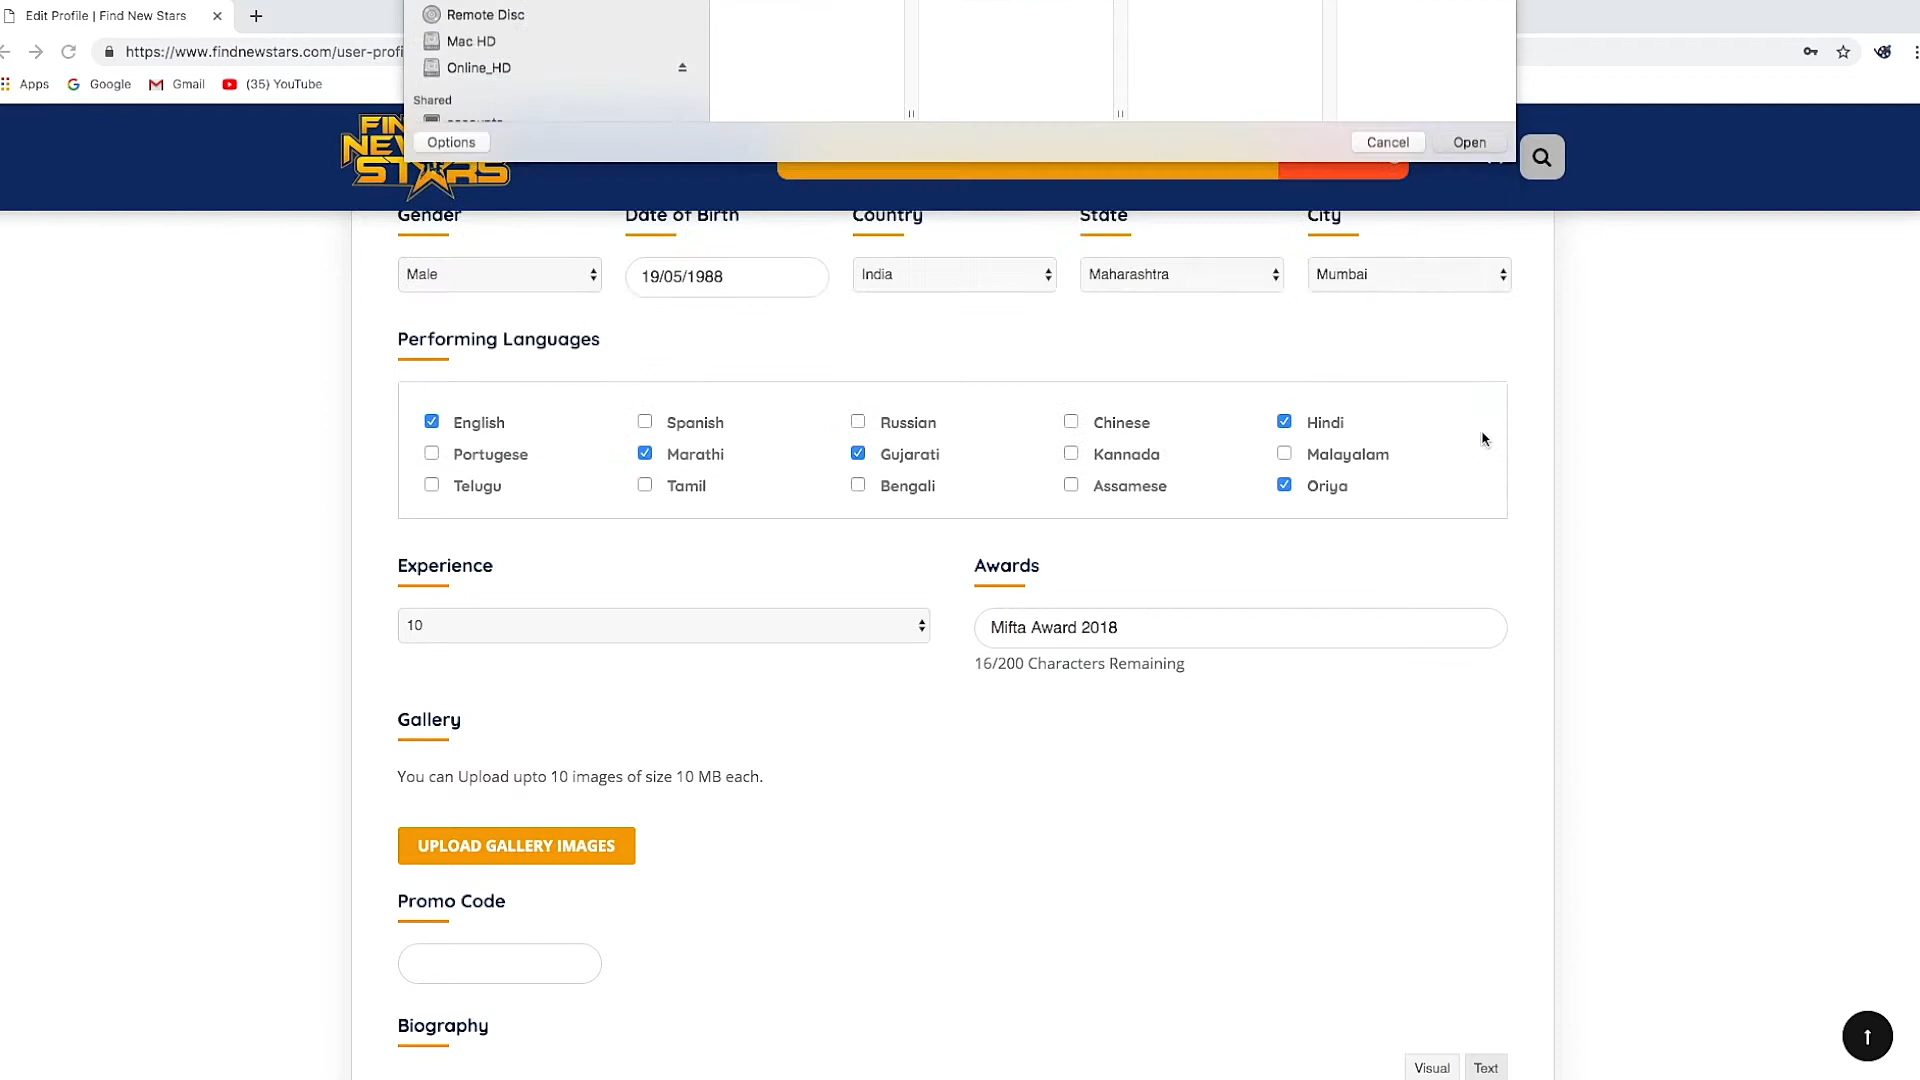 Edit Profile | Find New Stars
https://www.findnewstars.com/user-profi
Apps
Google
Gmail
(35) YouTube
Remote Disc
Mac HD
Online_HD
Shared
accounts
Options
Cancel
Open
FIND
NEW
STARS
Gender
Date of Birth
Country
State
City
Male
19/05/1988
India
Maharashtra
Mumbai
Performing Languages
English
Spanish
Russian
Chinese
Hindi
Portugese
Marathi
Gujarati
Kannada
Malayalam
Telugu
Tamil
Bengali
Assamese
Oriya
Experience
Awards
10
Mifta Award 2018
16/200 Characters Remaining
Gallery
You can Upload upto 10 images of size 10 MB each.
UPLOAD GALLERY IMAGES
Promo Code
Biography
Visual
Text